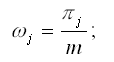 ω_j = π_j / m ;